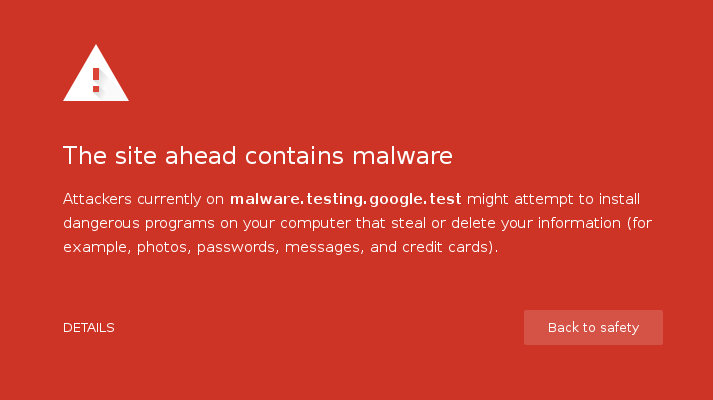 The site ahead contains malware
Attackers currently on malware.testing.google.test might attempt to install
dangerous programs on your computer that steal or delete your information (for
example, photos, passwords, messages, and credit cards).
DETAILS
Back to safety